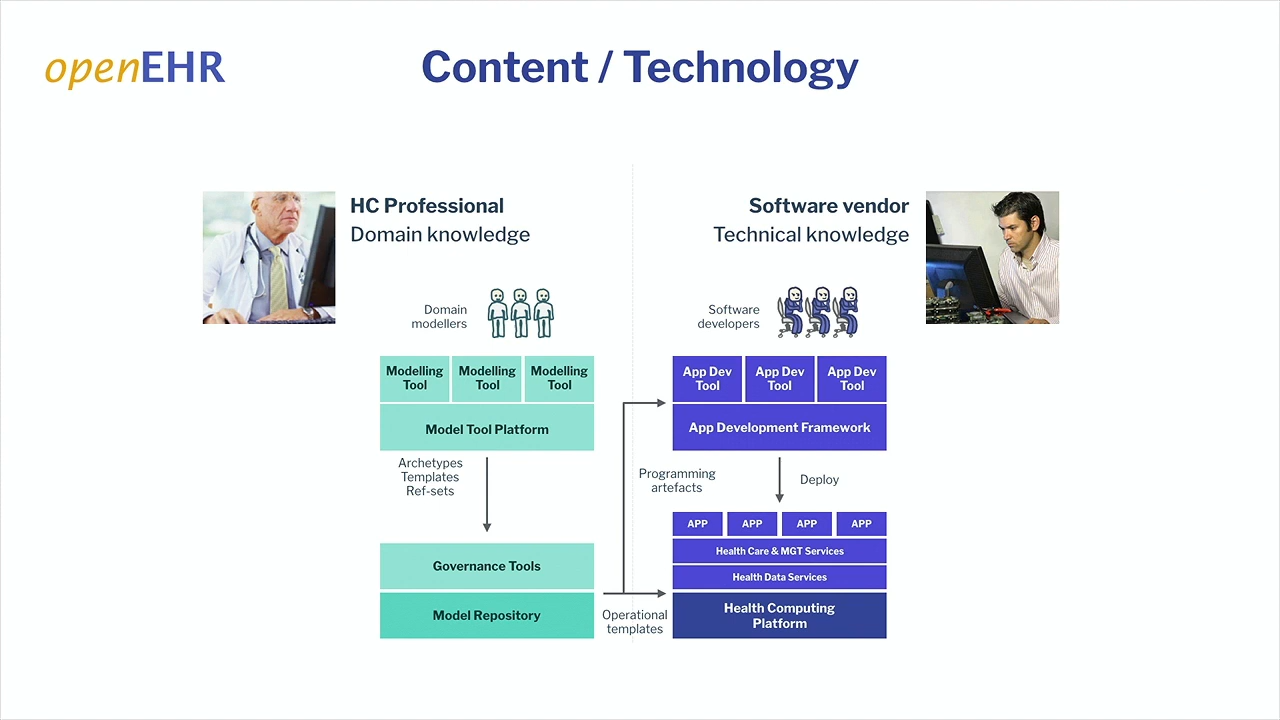 openEHR
Content / Technology
HC Professional
Domain knowledge
Software vendor
Technical knowledge
Domain
modellers
Software
developers
Modelling
Tool
Modelling
Tool
Modelling
Tool
Model Tool Platform
App Dev
Tool
App Dev
Tool
App Dev
Tool
App Development Framework
Archetypes
Templates
Ref-sets
Programming
artefacts
Deploy
APP
APP
APP
APP
Health Care & MGT Services
Health Data Services
Health Computing
Platform
Governance Tools
Model Repository
Operational
templates